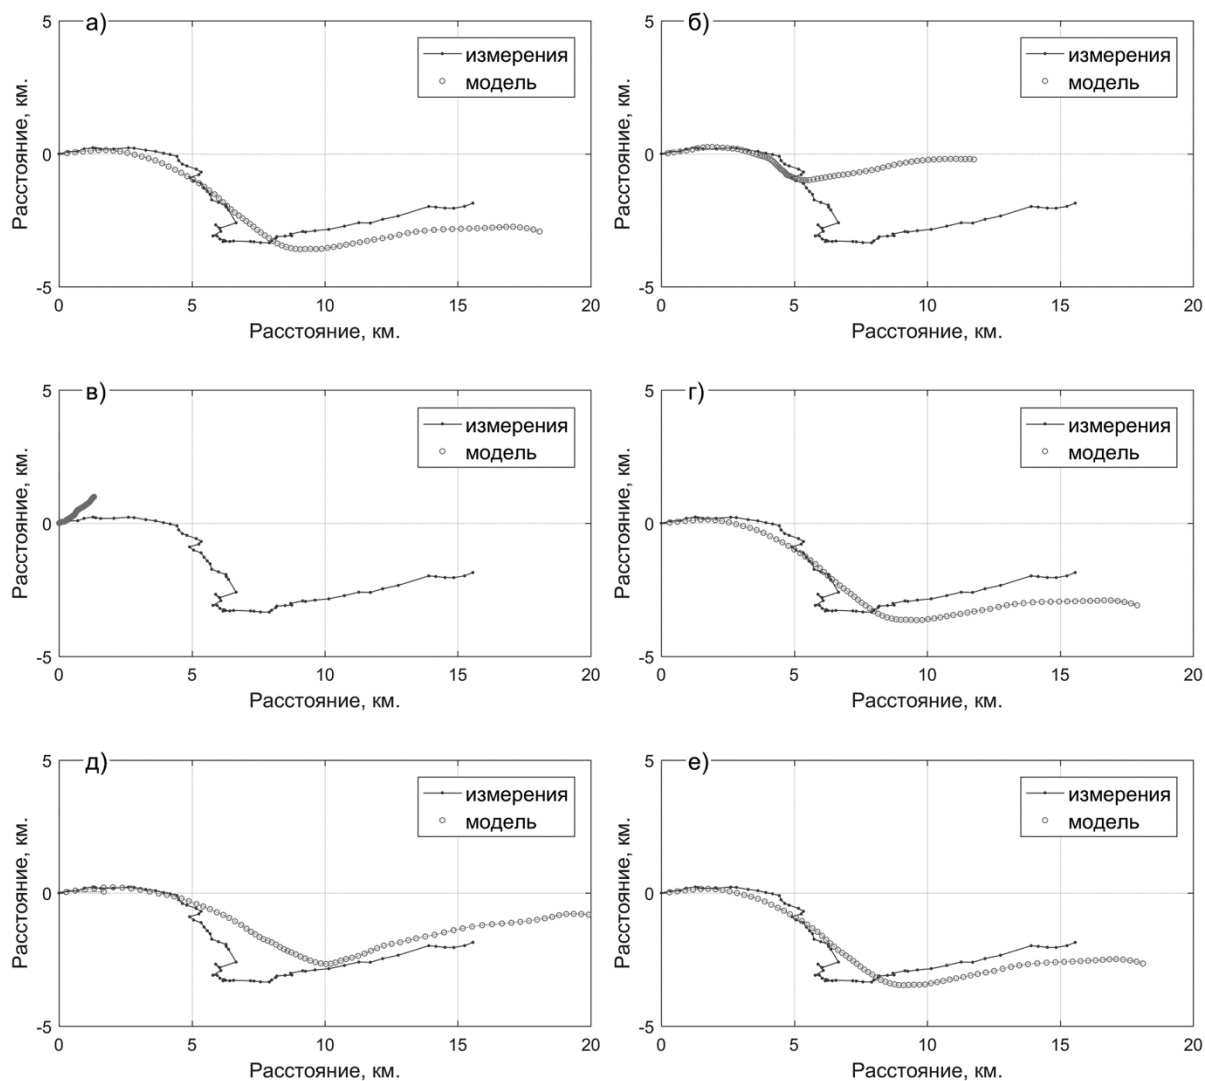 а)
5
0
-5
Расстояние, км.
измерения
модель
0 5 10 15 20
Расстояние, км.
б)
5
0
-5
Расстояние, км.
измерения
модель
0 5 10 15 20
Расстояние, км.
в)
5
0
-5
Расстояние, км.
измерения
модель
0 5 10 15 20
Расстояние, км.
г)
5
0
-5
Расстояние, км.
измерения
модель
0 5 10 15 20
Расстояние, км.
д)
5
0
-5
Расстояние, км.
измерения
модель
0 5 10 15 20
Расстояние, км.
е)
5
0
-5
Расстояние, км.
измерения
модель
0 5 10 15 20
Расстояние, км.